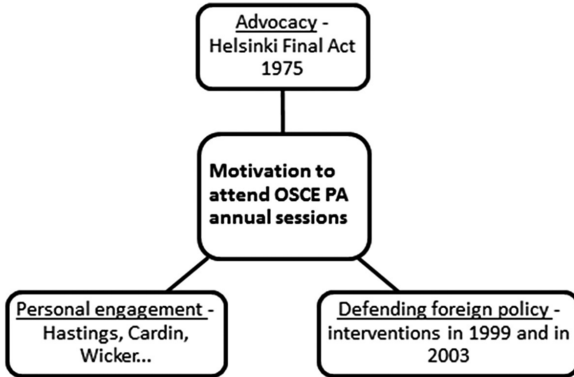 Advocacy -
Helsinki Final Act
1975
Motivation to
attend OSCE PA
annual sessions
Personal engagement -
Hastings, Cardin,
Wicker...
Defending foreign policy -
interventions in 1999 and in
2003